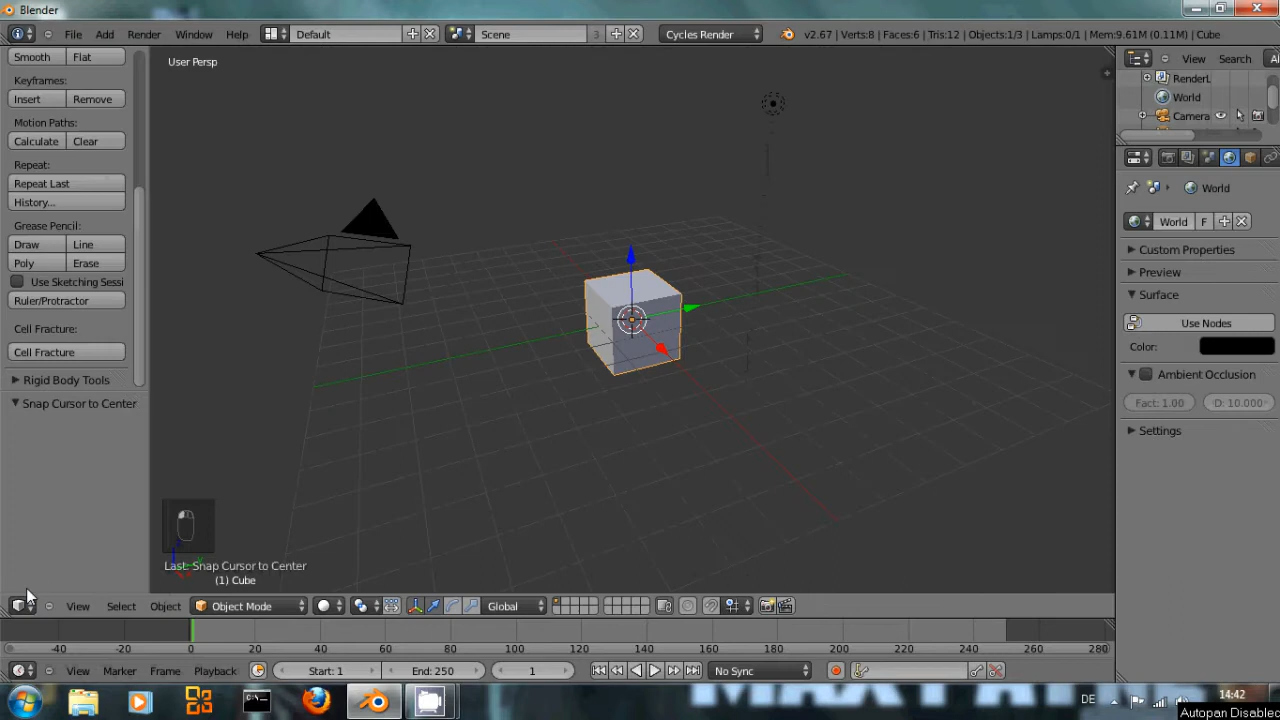 Blender
File Add Render Window Help Default Scene 3 Cycles Render v2.67 | Verts:8 | Faces:6 | Tris:12 | Objects:1/3 | Lamps:0/1 | Mem:9.61M (0.11M) | Cube
Smooth Flat
Keyframes:
Insert Remove
Motion Paths:
Calculate Clear
Repeat:
Repeat Last
History...
Grease Pencil:
Draw Line
Poly Erase
Use Sketching Sessi
Ruler/Protractor
Cell Fracture:
Cell Fracture
Rigid Body Tools
Snap Cursor to Center
User Persp
Last: Snap Cursor to Center
(1) Cube
View Search Al
RenderL
World
Camera
World
World F
Custom Properties
Preview
Surface
Use Nodes
Color:
Ambient Occlusion
Fact: 1.00 D: 10.000
Settings
View Select Object Object Mode Global
-40 -20 0 20 40 60 80 100 120 140 160 180 200 220 240 260 280
View Marker Frame Playback Start: 1 End: 250 1 No Sync
DE 14:42
Autopan Disabled